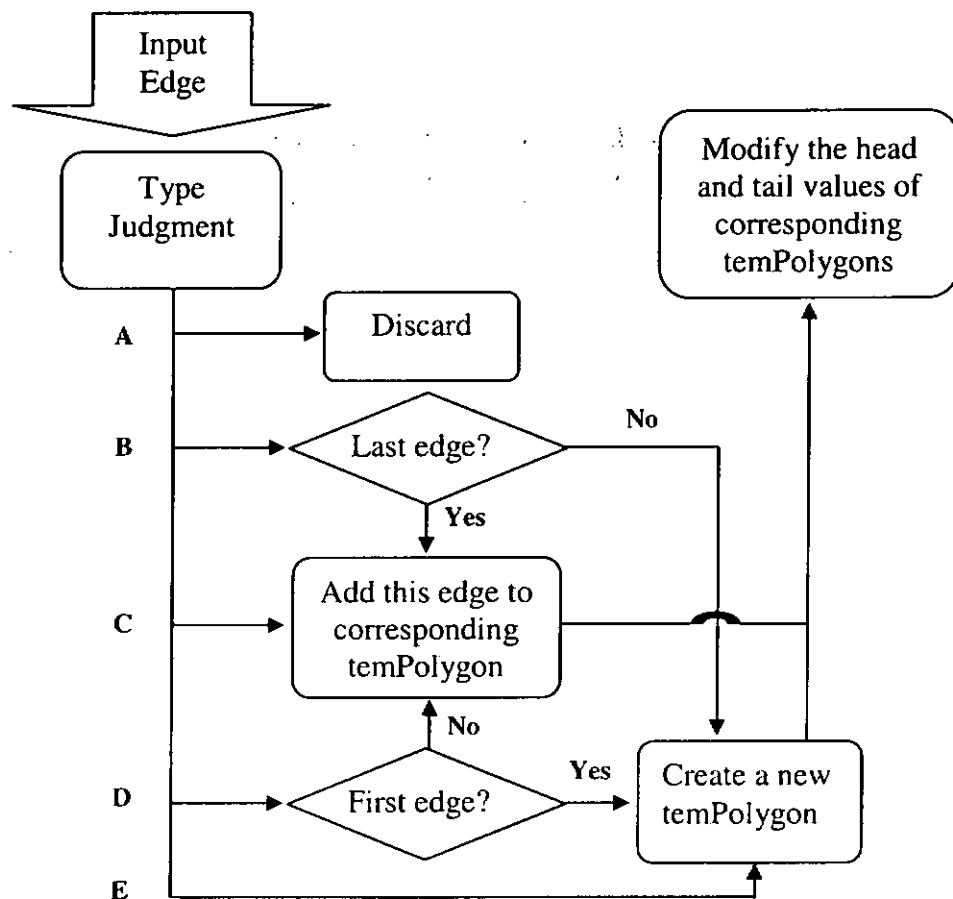 Input
Edge
Type
Judgment
Modify the head
and tail values of
corresponding
temPolygons
A
Discard
B
Last edge?
No
Yes
C
Add this edge to
corresponding
temPolygon
No
D
First edge?
Yes
Create a new
temPolygon
E